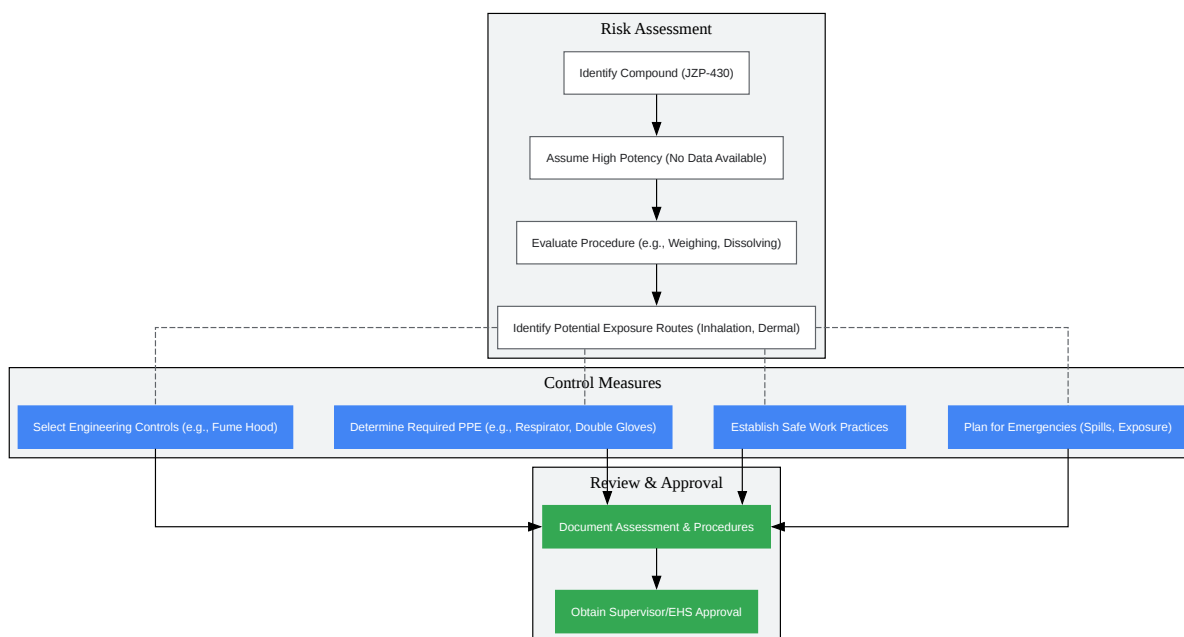 Risk Assessment
Identify Compound (JZP-430)
Assume High Potency (No Data Available)
Evaluate Procedure (e.g., Weighing, Dissolving)
Identify Potential Exposure Routes (Inhalation, Dermal)
Control Measures
Select Engineering Controls (e.g., Fume Hood)
Determine Required PPE (e.g., Respirator, Double Gloves)
Establish Safe Work Practices
Plan for Emergencies (Spills, Exposure)
Review & Approval
Document Assessment & Procedures
Obtain Supervisor/EHS Approval